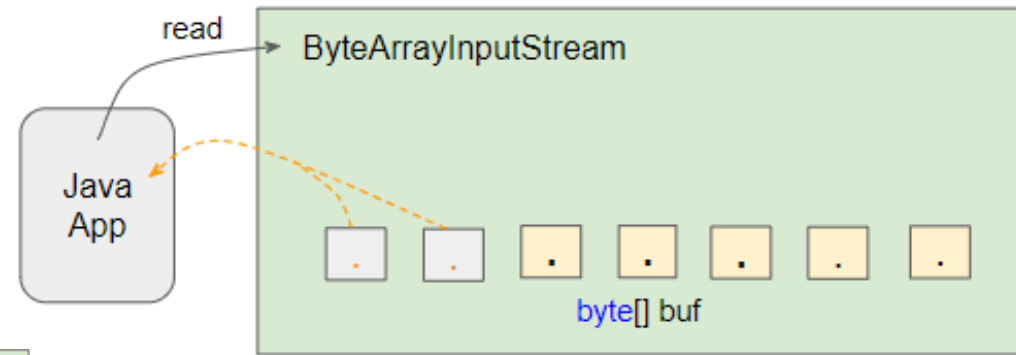 read
ByteArrayInputStream
Java
App
. . . . . . .
byte[] buf